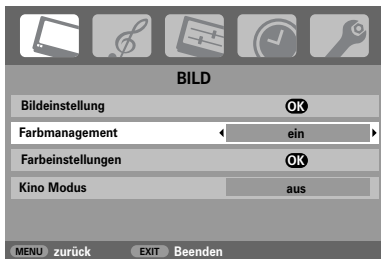 BILD
Bildeinstellung OK
Farbmanagement ein
Farbeinstellungen OK
Kino Modus aus
MENU zurück EXIT Beenden